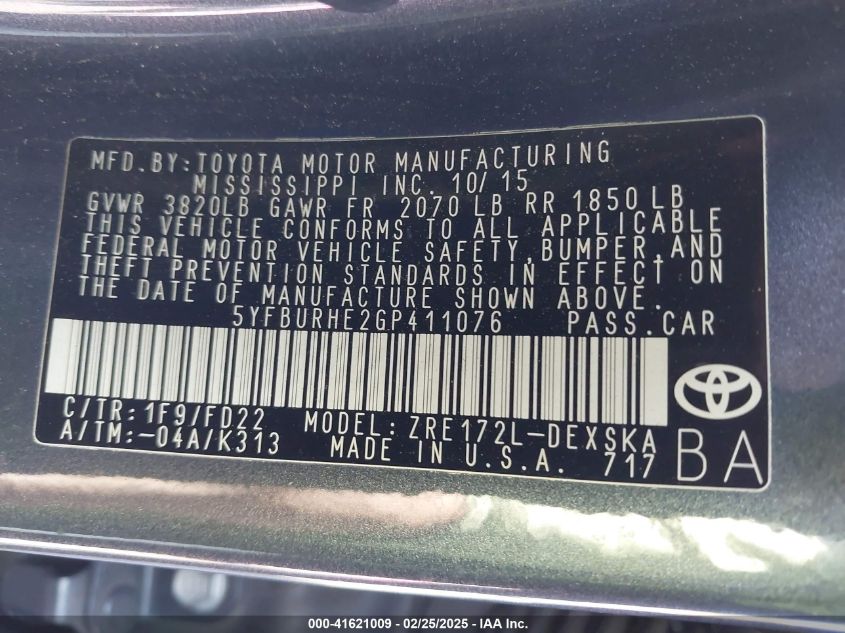 MFD. BY: TOYOTA MOTOR MANUFACTURING
MISSISSIPPI INC. 10/15
GVWR 3820LB GAWR FR 2070 LB RR 1850 LB
THIS VEHICLE CONFORMS TO ALL APPLICABLE
FEDERAL MOTOR VEHICLE SAFETY, BUMPER, AND
THEFT PREVENTION STANDARDS IN EFFECT ON
THE DATE OF MANUFACTURE SHOWN ABOVE.
5YFBURHE2GP411076 PASS. CAR
C/TR: 1F9/FD22 MODEL: ZRE172L-DEXSKA
A/TM: -04A/K313 MADE IN U.S.A. 717 BA
000-41621009 - 02/25/2025 - IAA Inc.